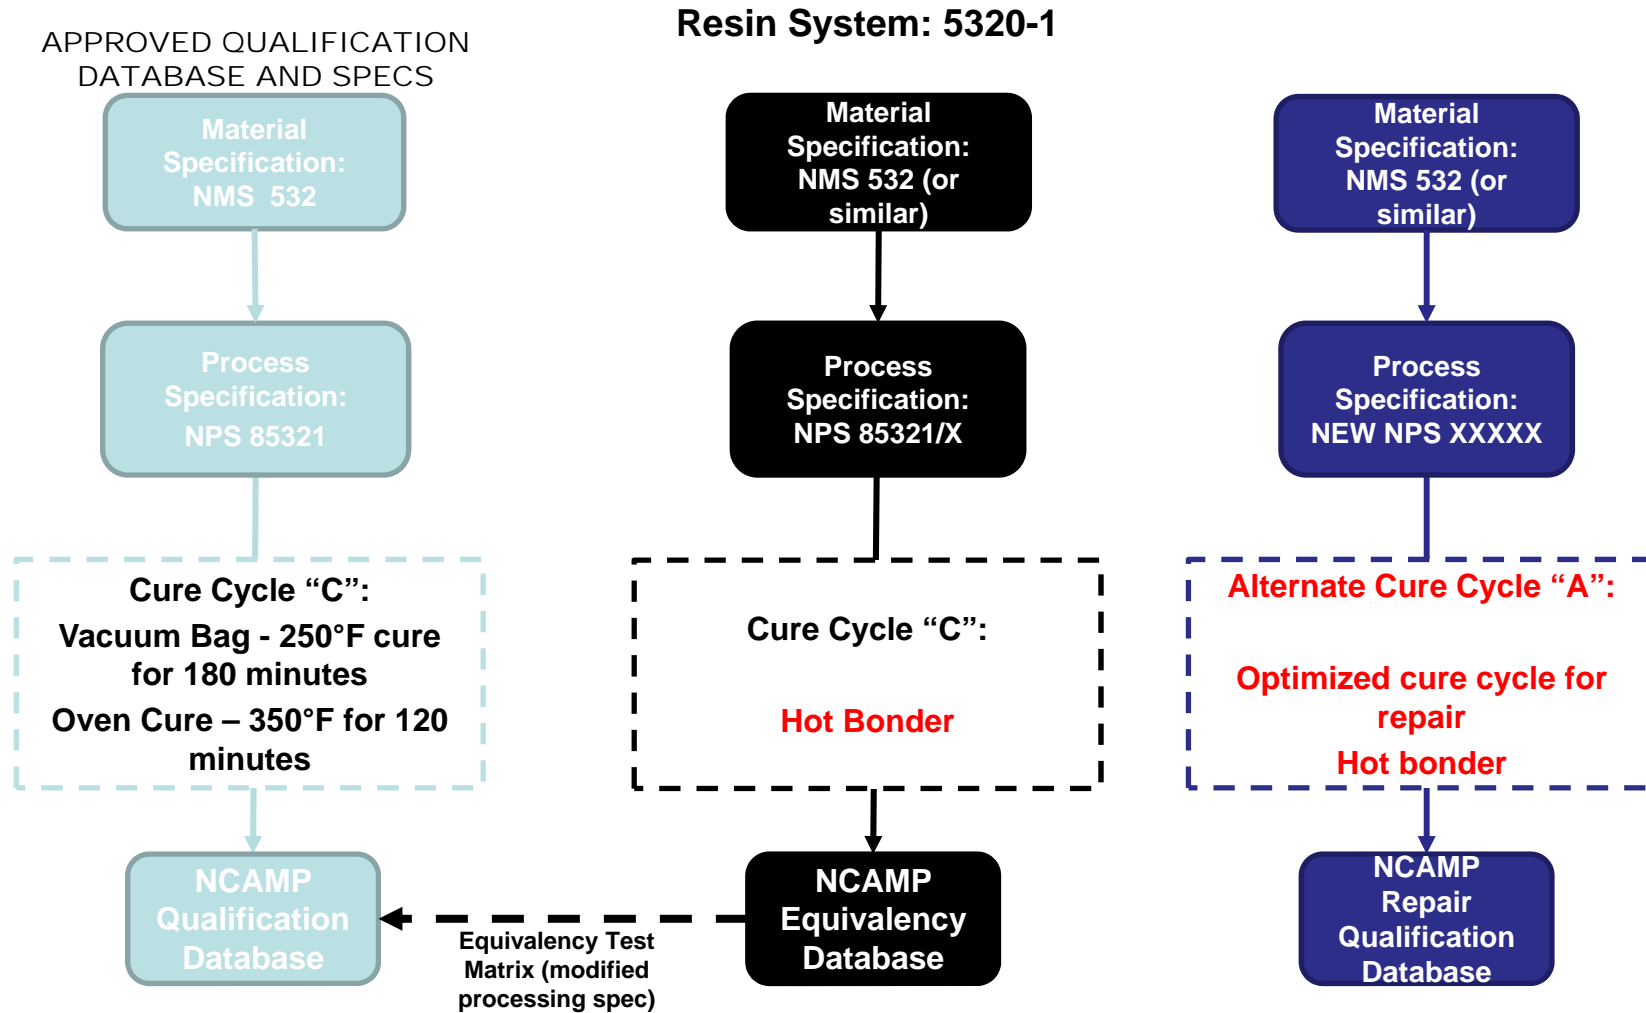 Resin System: 5320-1
APPROVED QUALIFICATION
DATABASE AND SPECS
Material
Specification:
NMS 532
Process
Specification:
NPS 85321
Cure Cycle “C”:
Vacuum Bag - 250°F cure
for 180 minutes
Oven Cure – 350°F for 120
minutes
NCAMP
Qualification
Database
Material
Specification:
NMS 532 (or
similar)
Process
Specification:
NPS 85321/X
Cure Cycle “C”:
Hot Bonder
NCAMP
Equivalency
Database
Equivalency Test
Matrix (modified
processing spec)
Material
Specification:
NMS 532 (or
similar)
Process
Specification:
NEW NPS XXXXX
Alternate Cure Cycle “A”:
Optimized cure cycle for
repair
Hot bonder
NCAMP
Repair
Qualification
Database